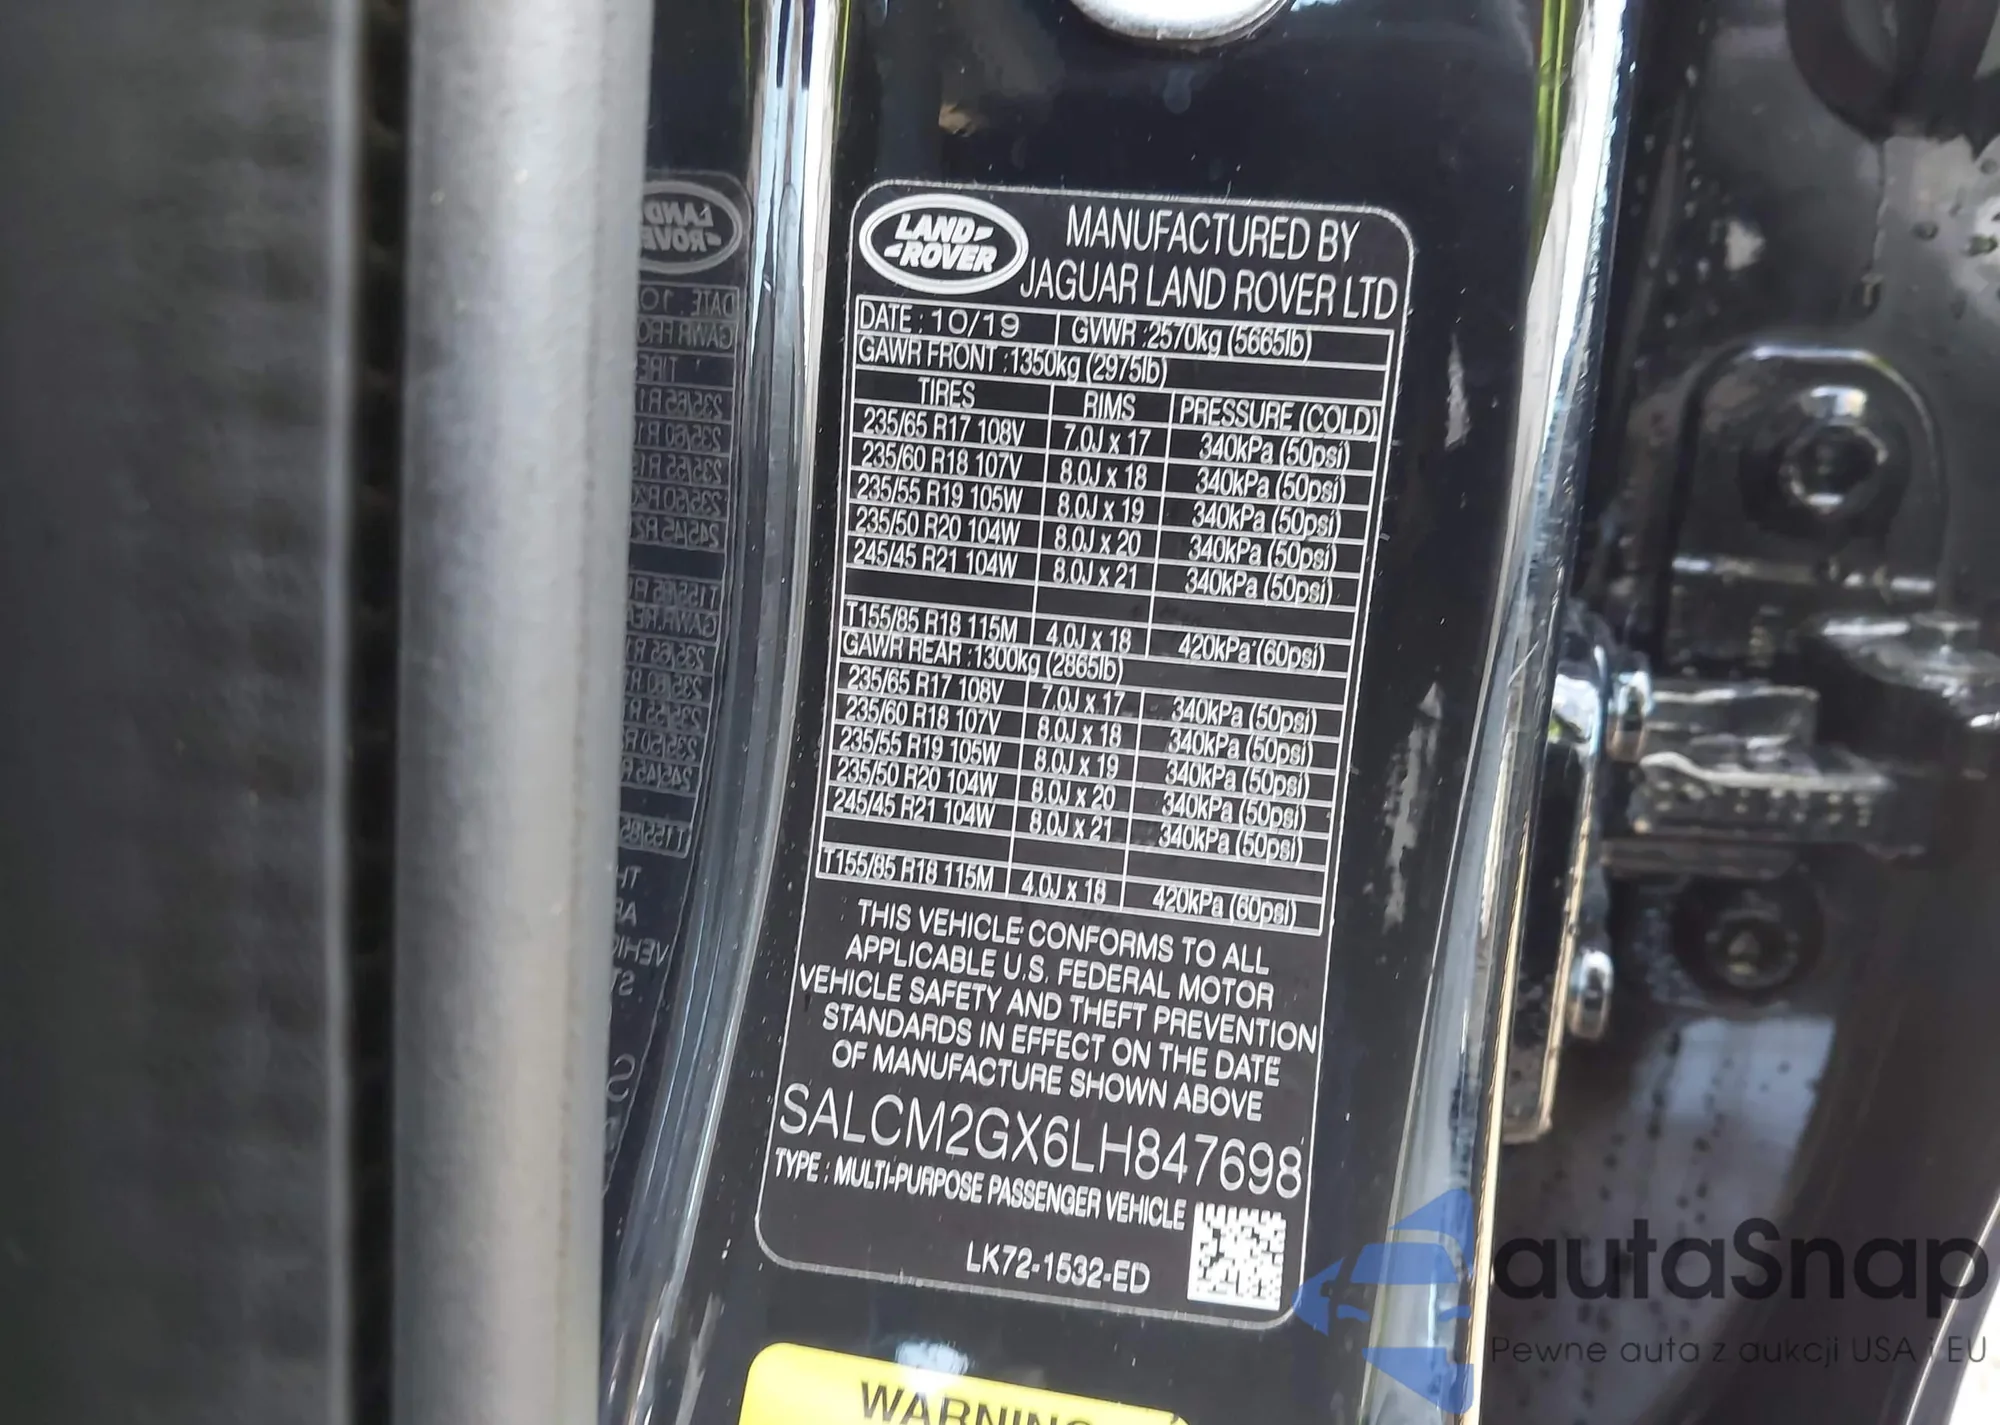 LAND-
-ROVER
MANUFACTURED BY
JAGUAR LAND ROVER LTD
DATE : 10/19 GVWR :2570kg (5665lb)
GAWR FRONT :1350kg (2975lb)
TIRES RIMS PRESSURE (COLD)
235/65 R17 108V 7.0J x 17 340kPa (50psi)
235/60 R18 107V 8.0J x 18 340kPa (50psi)
235/55 R19 105W 8.0J x 19 340kPa (50psi)
235/50 R20 104W 8.0J x 20 340kPa (50psi)
245/45 R21 104W 8.0J x 21 340kPa (50psi)
T155/85 R18 115M 4.0J x 18 420kPa (60psi)
GAWR REAR :1300kg (2865lb)
235/65 R17 108V 7.0J x 17 340kPa (50psi)
235/60 R18 107V 8.0J x 18 340kPa (50psi)
235/55 R19 105W 8.0J x 19 340kPa (50psi)
235/50 R20 104W 8.0J x 20 340kPa (50psi)
245/45 R21 104W 8.0J x 21 340kPa (50psi)
T155/85 R18 115M 4.0J x 18 420kPa (60psi)
THIS VEHICLE CONFORMS TO ALL
APPLICABLE U.S. FEDERAL MOTOR
VEHICLE SAFETY AND THEFT PREVENTION
STANDARDS IN EFFECT ON THE DATE
OF MANUFACTURE SHOWN ABOVE
SALCM2GX6LH847698
TYPE : MULTI-PURPOSE PASSENGER VEHICLE
LK72-1532-ED
WARNING
autaSnap
Pewne auta z aukcji USA i EU